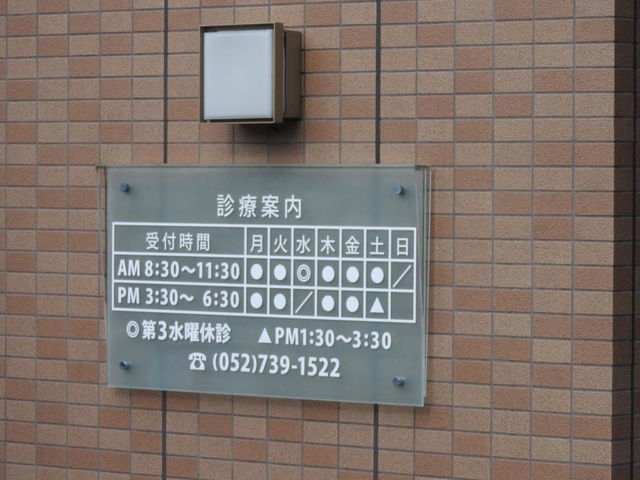 診療案内
受付時間 月 火 水 木 金 土 日
AM 8:30〜11:30 ● ● ◎ ● ● ● ／
PM 3:30〜 6:30 ● ● ／ ● ● ▲
◎第3水曜休診 ▲PM1:30〜3:30
☎ (052)739-1522